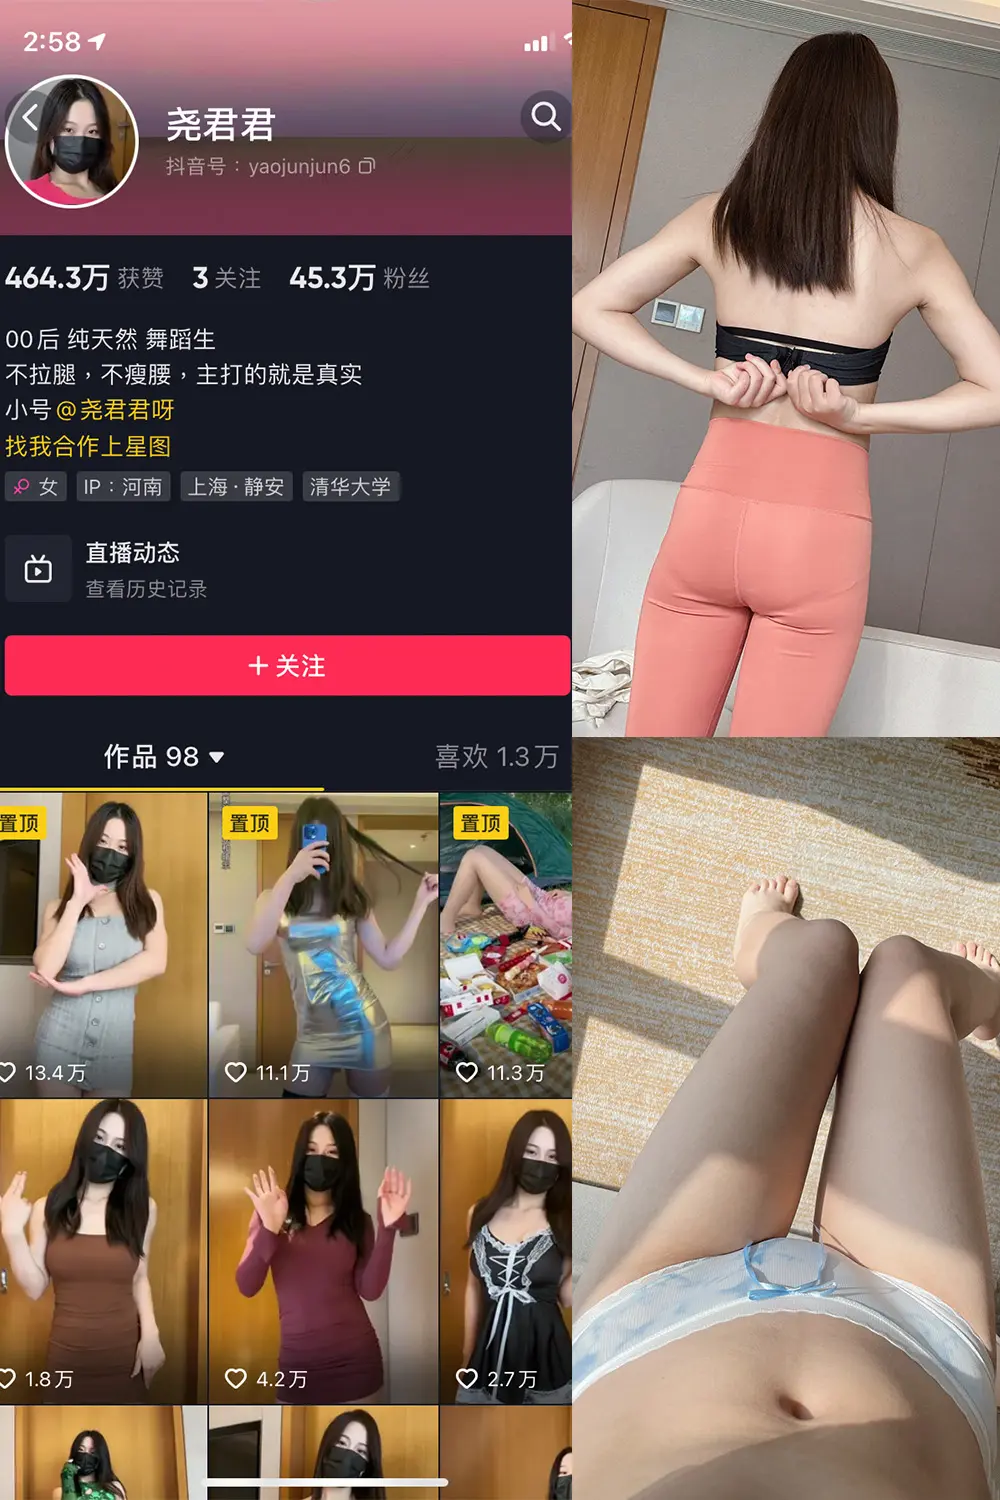 2:58
尧君君
抖音号：yaojunjun6
464.3万 获赞 3 关注 45.3万 粉丝
00后 纯天然 舞蹈生
不拉腿，不瘦腰，主打的就是真实
小号@尧君君呀
找我合作上星图
女 IP：河南 上海·静安 清华大学
直播动态
查看历史记录
+ 关注
作品 98 喜欢 1.3万
置顶 置顶 置顶
13.4万 11.1万 11.3万
1.8万 4.2万 2.7万